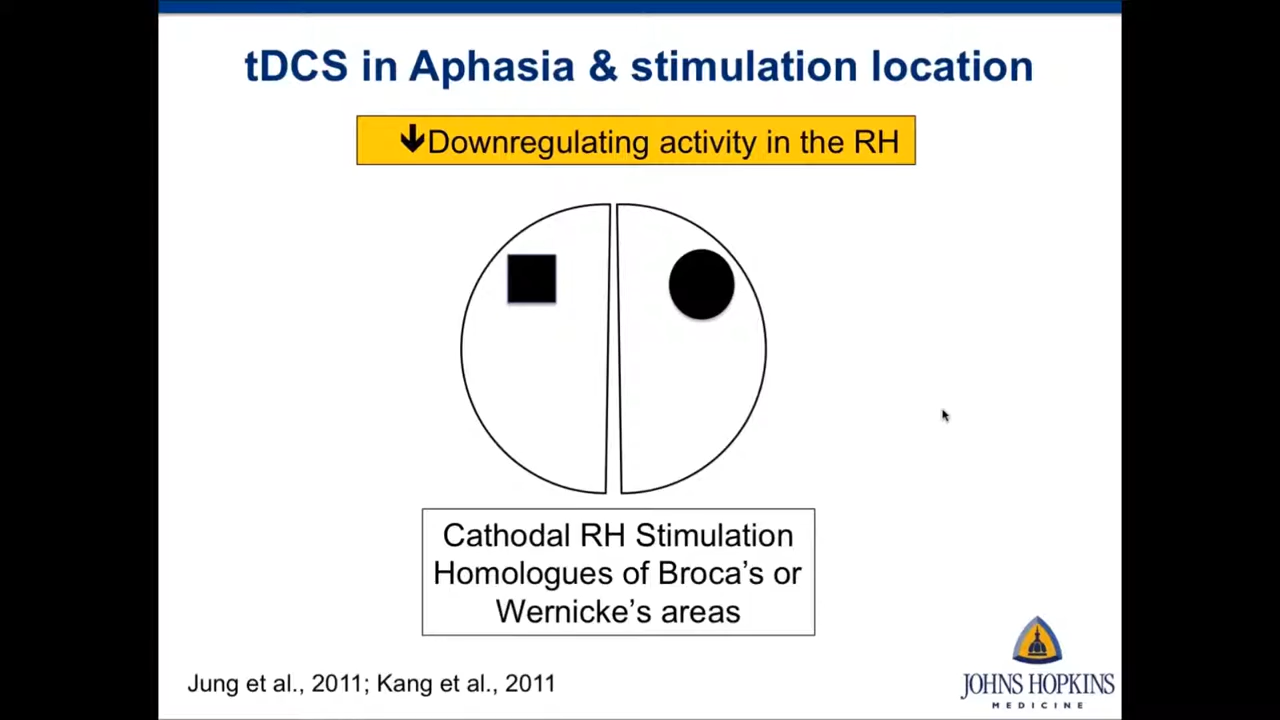 tDCS in Aphasia & stimulation location
🡻Downregulating activity in the RH
Cathodal RH Stimulation
Homologues of Broca’s or
Wernicke’s areas
Jung et al., 2011; Kang et al., 2011
JOHNS HOPKINS
MEDICINE